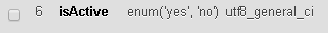 6 isActive enum('yes', 'no') utf8_general_ci